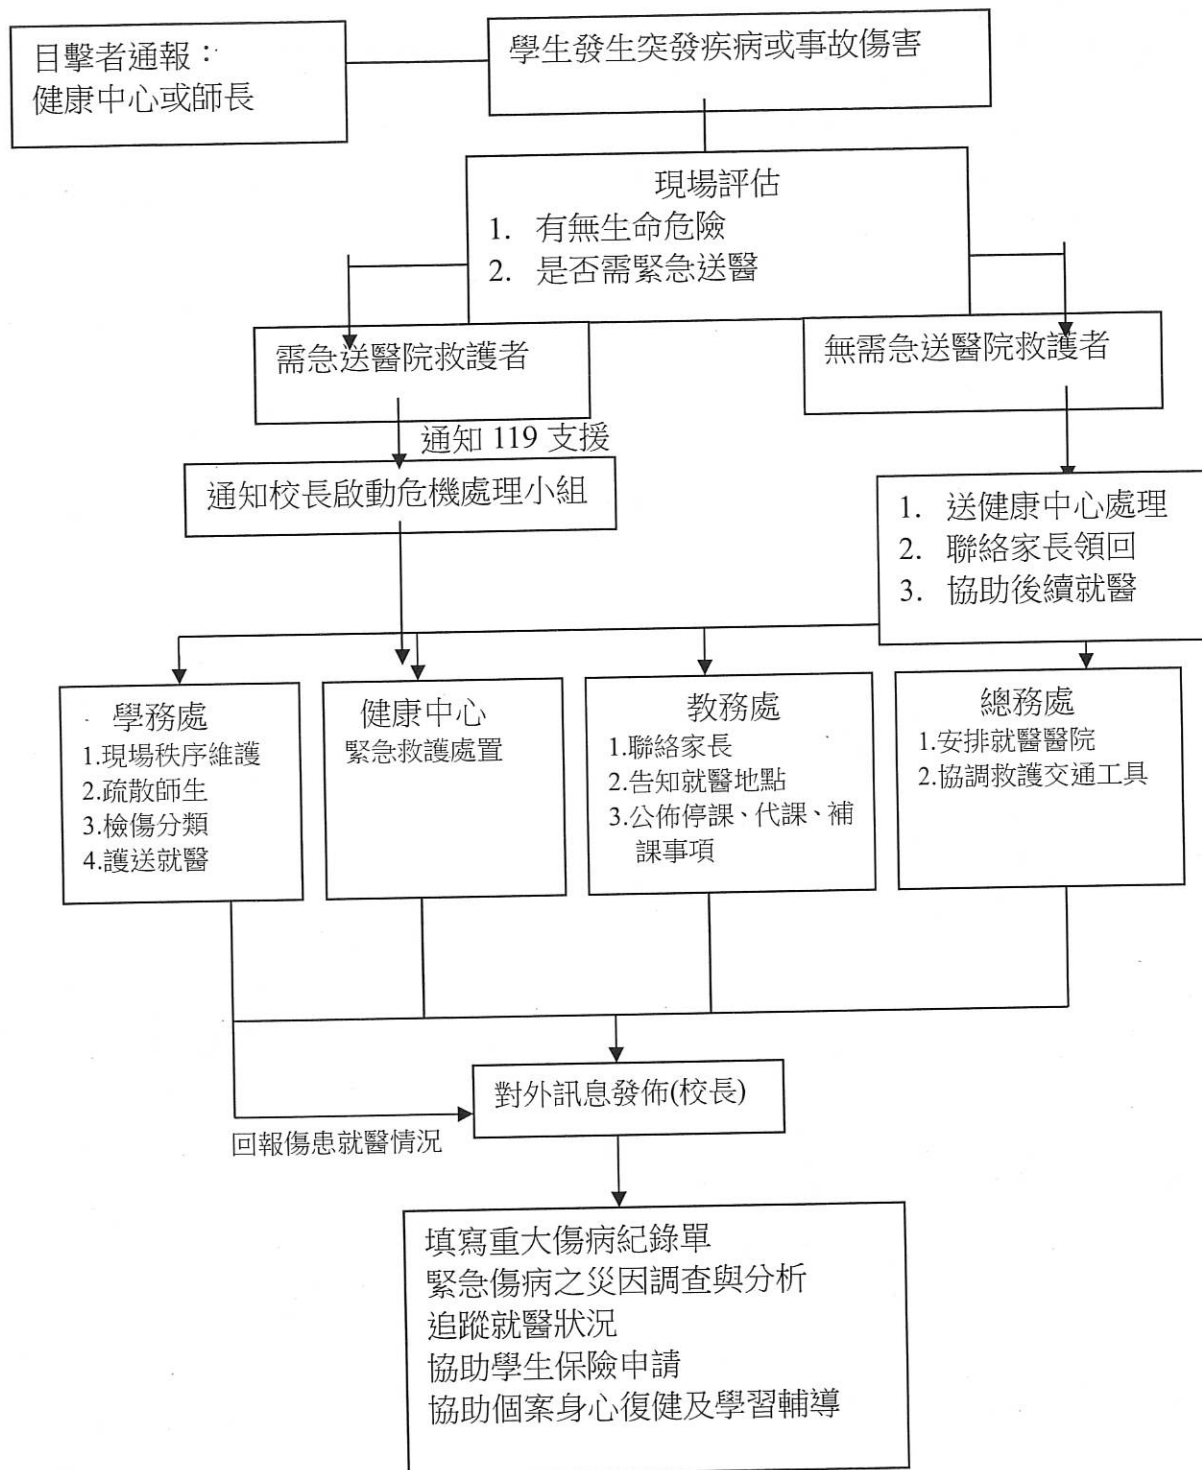 目擊者通報：
健康中心或師長
學生發生突發疾病或事故傷害
現場評估
1. 有無生命危險
2. 是否需緊急送醫
需急送醫院救護者
無需急送醫院救護者
通知 119 支援
通知校長啟動危機處理小組
1. 送健康中心處理
2. 聯絡家長領回
3. 協助後續就醫
學務處
1.現場秩序維護
2.疏散師生
3.檢傷分類
4.護送就醫
健康中心
緊急救護處置
教務處
1.聯絡家長
2.告知就醫地點
3.公佈停課、代課、補
課事項
總務處
1.安排就醫醫院
2.協調救護交通工具
對外訊息發佈(校長)
回報傷患就醫情況
填寫重大傷病紀錄單
緊急傷病之災因調查與分析
追蹤就醫狀況
協助學生保險申請
協助個案身心復健及學習輔導